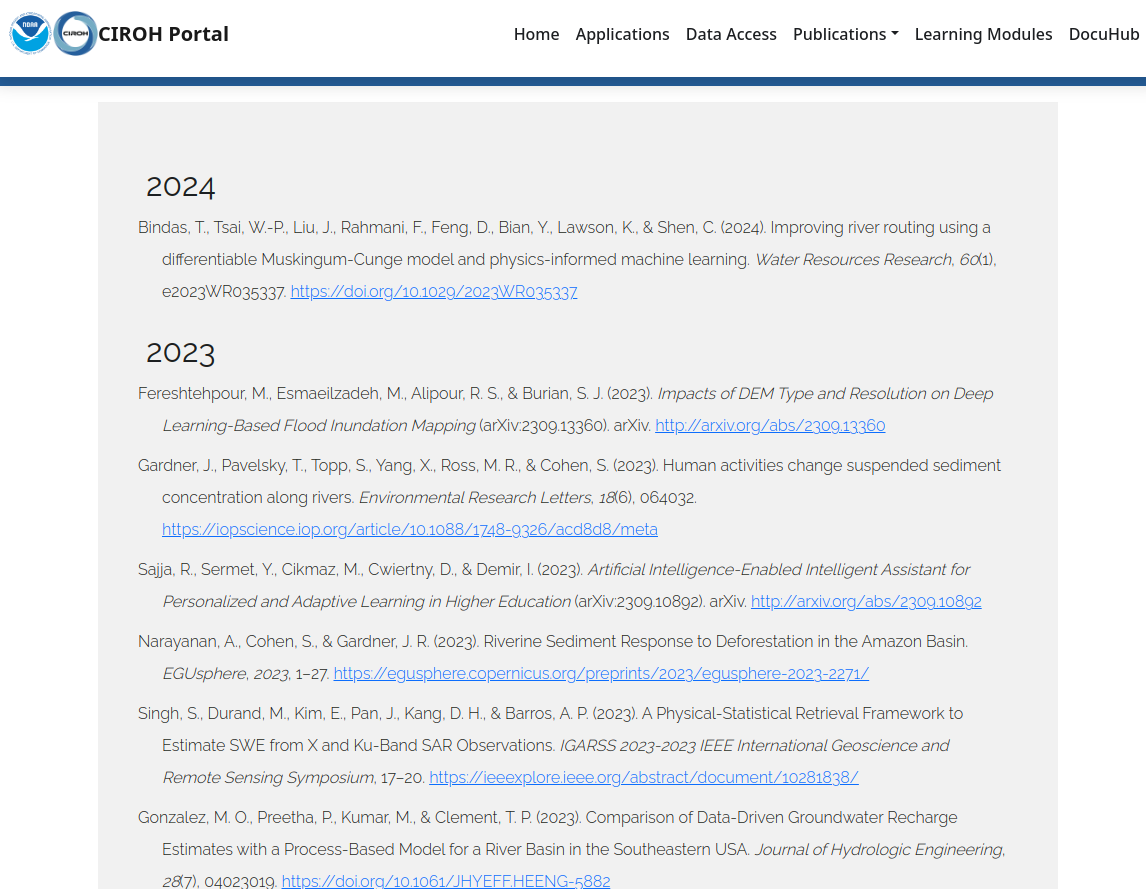 NOAA
CIROH
CIROH Portal
Home Applications Data Access Publications Learning Modules DocuHub
2024
Bindas, T., Tsai, W.-P., Liu, J., Rahmani, F., Feng, D., Bian, Y., Lawson, K., & Shen, C. (2024). Improving river routing using a
differentiable Muskingum-Cunge model and physics-informed machine learning. Water Resources Research, 60(1),
e2023WR035337. https://doi.org/10.1029/2023WR035337
2023
Fereshtehpour, M., Esmaeilzadeh, M., Alipour, R. S., & Burian, S. J. (2023). Impacts of DEM Type and Resolution on Deep
Learning-Based Flood Inundation Mapping (arXiv:2309.13360). arXiv. http://arxiv.org/abs/2309.13360
Gardner, J., Pavelsky, T., Topp, S., Yang, X., Ross, M. R., & Cohen, S. (2023). Human activities change suspended sediment
concentration along rivers. Environmental Research Letters, 18(6), 064032.
https://iopscience.iop.org/article/10.1088/1748-9326/acd8d8/meta
Sajja, R., Sermet, Y., Cikmaz, M., Cwiertny, D., & Demir, I. (2023). Artificial Intelligence-Enabled Intelligent Assistant for
Personalized and Adaptive Learning in Higher Education (arXiv:2309.10892). arXiv. http://arxiv.org/abs/2309.10892
Narayanan, A., Cohen, S., & Gardner, J. R. (2023). Riverine Sediment Response to Deforestation in the Amazon Basin.
EGUsphere, 2023, 1–27. https://egusphere.copernicus.org/preprints/2023/egusphere-2023-2271/
Singh, S., Durand, M., Kim, E., Pan, J., Kang, D. H., & Barros, A. P. (2023). A Physical-Statistical Retrieval Framework to
Estimate SWE from X and Ku-Band SAR Observations. IGARSS 2023-2023 IEEE International Geoscience and
Remote Sensing Symposium, 17–20. https://ieeexplore.ieee.org/abstract/document/10281838/
Gonzalez, M. O., Preetha, P., Kumar, M., & Clement, T. P. (2023). Comparison of Data-Driven Groundwater Recharge
Estimates with a Process-Based Model for a River Basin in the Southeastern USA. Journal of Hydrologic Engineering,
28(7), 04023019. https://doi.org/10.1061/JHYEFF.HEENG-5882